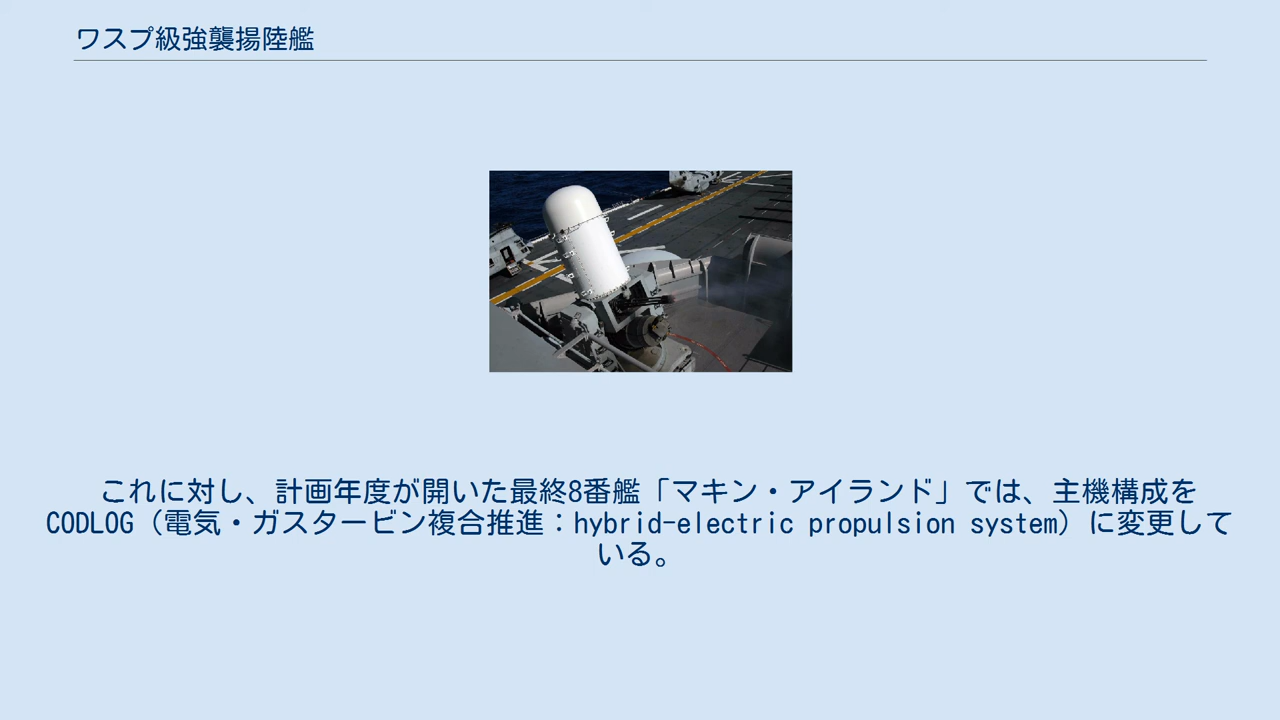 ワスプ級強襲揚陸艦
これに対し、計画年度が開いた最終8番艦「マキン・アイランド」では、主機構成を
CODLOG（電気・ガスタービン複合推進：hybrid-electric propulsion system）に変更して
いる。